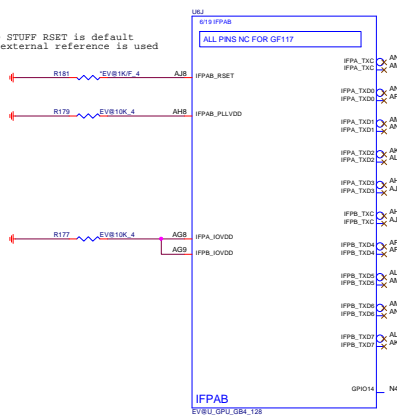 U6J
6/19 IFPAB
ALL PINS NC FOR GF117
STUFF RSET is default
external reference is used
R181 *EV@1K/F_4 AJ8 IFPAB_RSET
R179 EV@10K_4 AH8 IFPAB_PLLVDD
R177 EV@10K_4 AG8 IFPA_IOVDD
AG9 IFPB_IOVDD
IFPA_TXC
IFPA_TXC
IFPA_TXD0
IFPA_TXD0
IFPA_TXD1
IFPA_TXD1
IFPA_TXD2
IFPA_TXD2
IFPA_TXD3
IFPA_TXD3
IFPB_TXC
IFPB_TXC
IFPB_TXD4
IFPB_TXD4
IFPB_TXD5
IFPB_TXD5
IFPB_TXD6
IFPB_TXD6
IFPB_TXD7
IFPB_TXD7
GPIO14 N4
IFPAB
EV@U_GPU_GB4_128